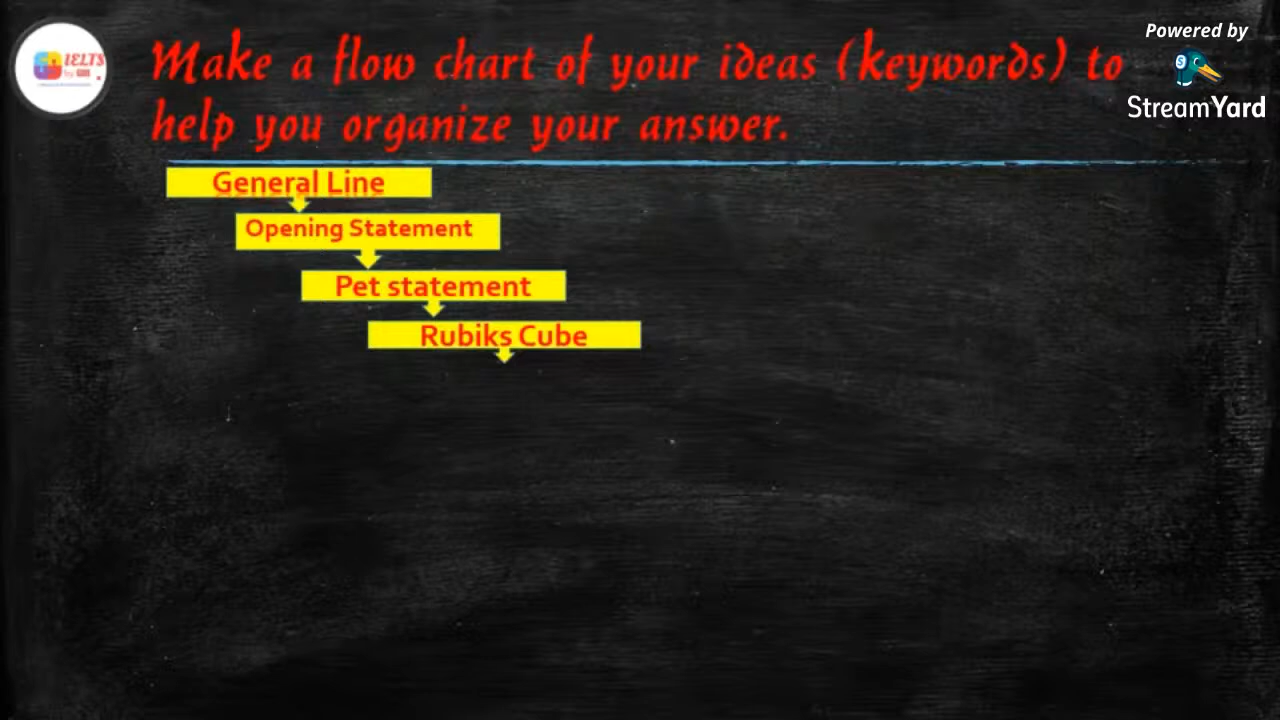 Make a flow chart of your ideas (keywords) to
help you organize your answer.
Powered by
StreamYard
IELTS
General Line
Opening Statement
Pet statement
Rubiks Cube